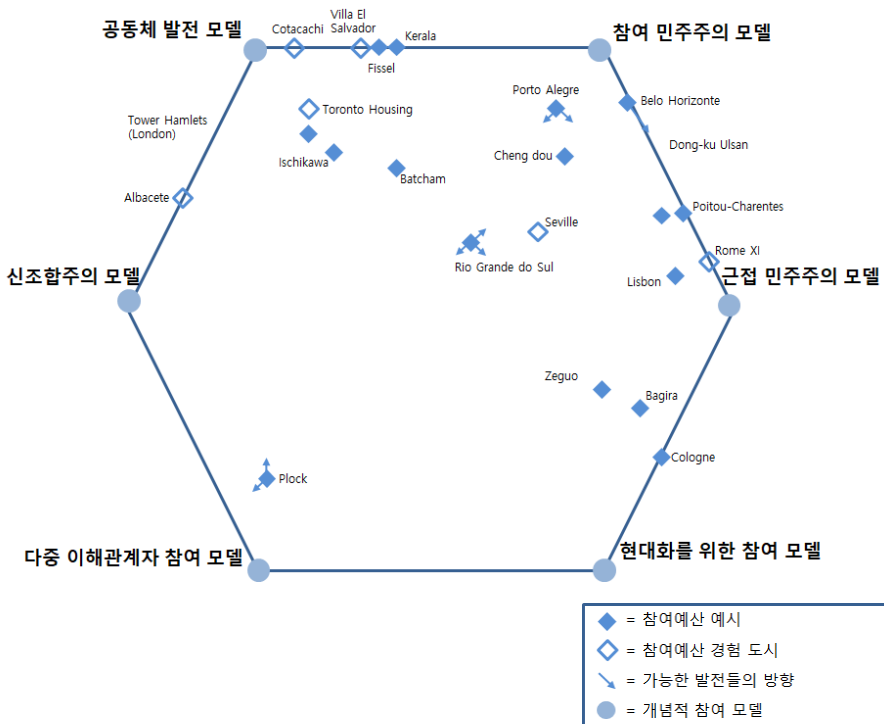 공동체 발전 모델
Cotacachi
Villa El
Salvador
Kerala
Fissel
참여 민주주의 모델
Toronto Housing
Porto Alegre
Belo Horizonte
Tower Hamlets
(London)
Ischikawa
Batcham
Cheng dou
Dong-ku Ulsan
Albacete
Seville
Poitou-Charentes
Rome XI
Rio Grande do Sul
Lisbon
신조합주의 모델
근접 민주주의 모델
Zeguo
Bagira
Cologne
Plock
다중 이해관계자 참여 모델
현대화를 위한 참여 모델
= 참여예산 예시
= 참여예산 경험 도시
= 가능한 발전들의 방향
= 개념적 참여 모델